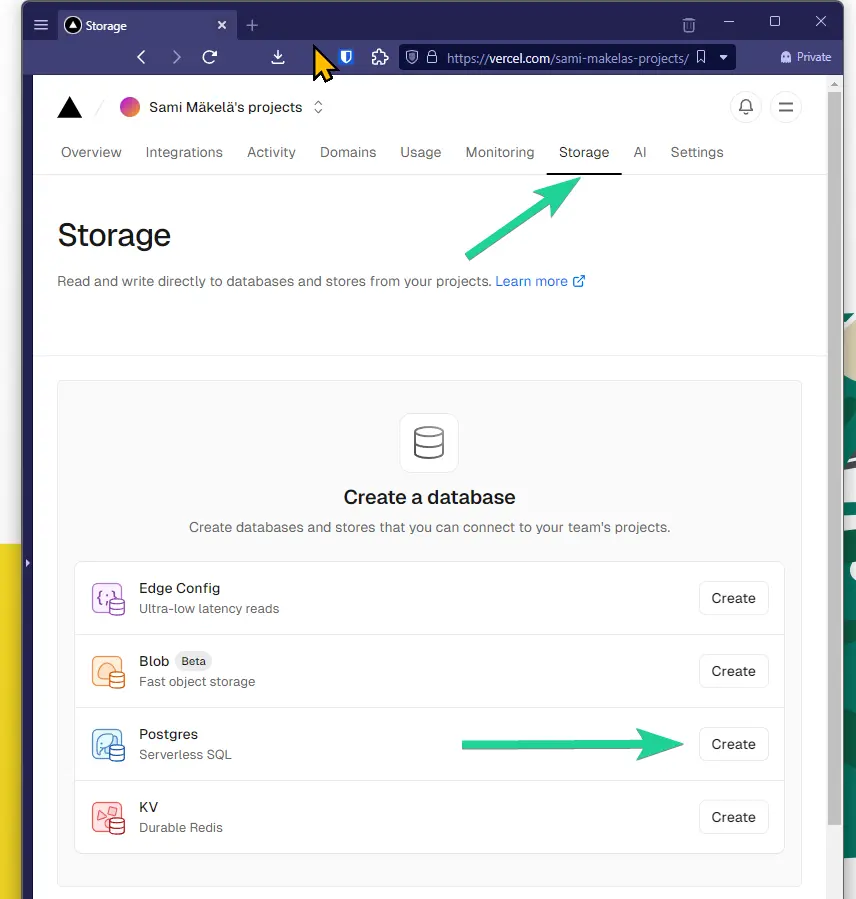 Storage
https://vercel.com/sami-makelas-projects/
Private
Sami Mäkelä's projects
Overview Integrations Activity Domains Usage Monitoring Storage AI Settings
Storage
Read and write directly to databases and stores from your projects. Learn more
Create a database
Create databases and stores that you can connect to your team's projects.
Edge Config
Ultra-low latency reads
Create
Blob Beta
Fast object storage
Create
Postgres
Serverless SQL
Create
KV
Durable Redis
Create